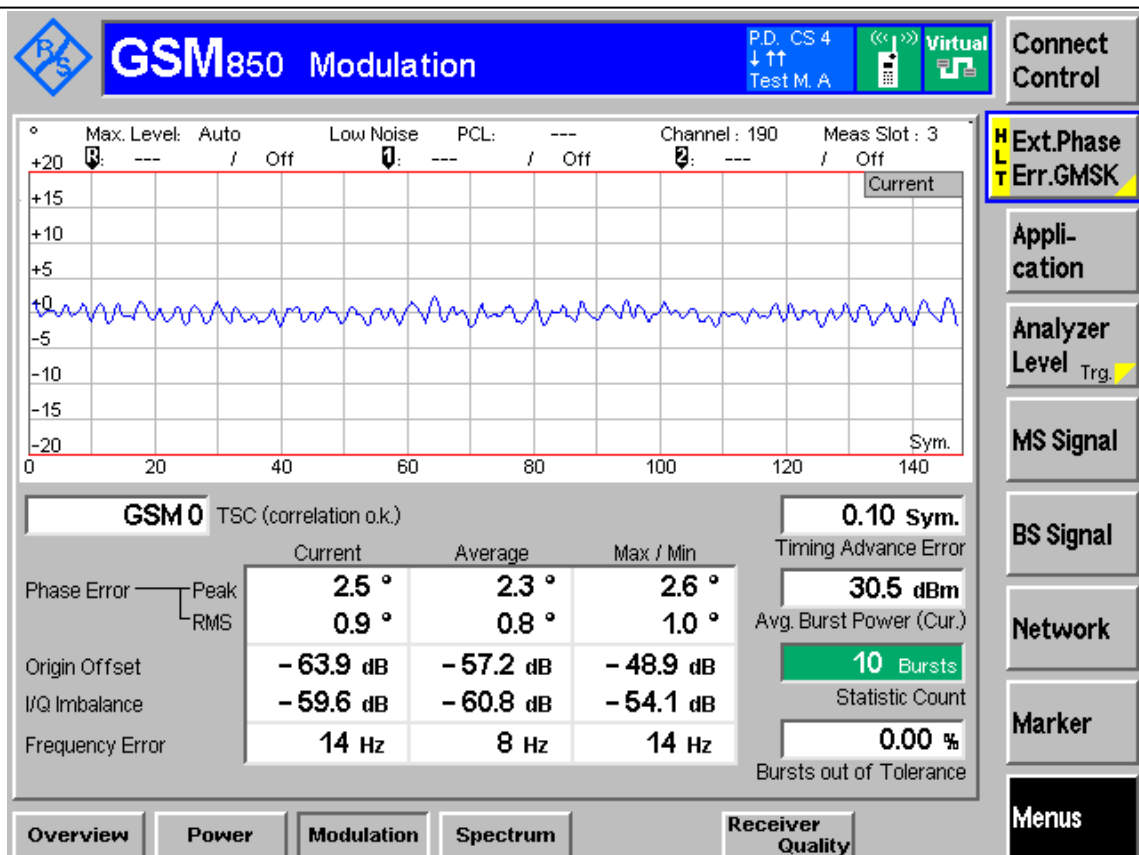 R&S
GSM850 Modulation
P.D. CS 4
↓ ↑↑
Test M. A
Virtual
Connect
Control
° Max. Level: Auto Low Noise PCL: --- Channel : 190 Meas Slot : 3
R: --- / Off 1: --- / Off 2: --- / Off
Current
+20
+15
+10
+5
±0
-5
-10
-15
-20
Sym.
0 20 40 60 80 100 120 140
GSM 0 TSC (correlation o.k.)
Current Average Max / Min
Phase Error Peak 2.5 ° 2.3 ° 2.6 °
RMS 0.9 ° 0.8 ° 1.0 °
Origin Offset – 63.9 dB – 57.2 dB – 48.9 dB
I/Q Imbalance – 59.6 dB – 60.8 dB – 54.1 dB
Frequency Error 14 Hz 8 Hz 14 Hz
0.10 Sym.
Timing Advance Error
30.5 dBm
Avg. Burst Power (Cur.)
10 Bursts
Statistic Count
0.00 %
Bursts out of Tolerance
HLT
Ext.Phase
Err.GMSK
Appli-
cation
Analyzer
Level Trg.
MS Signal
BS Signal
Network
Marker
Menus
Overview Power Modulation Spectrum Receiver
Quality